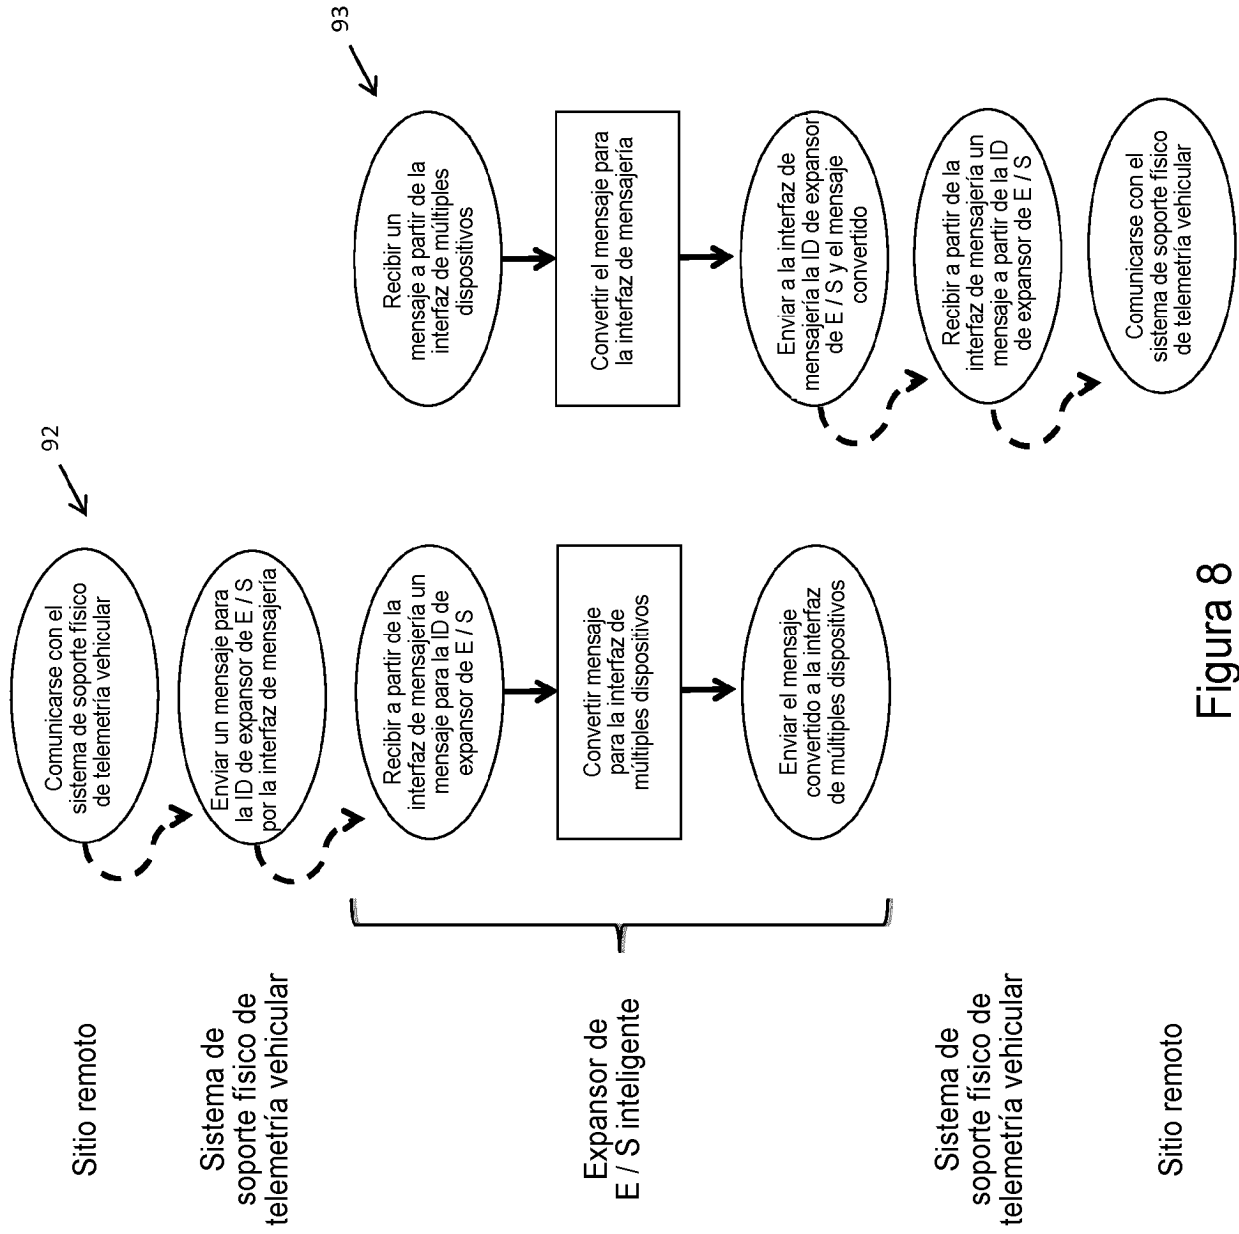 Sitio remoto
Sistema de
soporte físico de
telemetría vehicular
Expansor de
E / S inteligente
Sistema de
soporte físico de
telemetría vehicular
Sitio remoto
92
Comunicarse con el
sistema de soporte físico
de telemetría vehicular
Enviar un mensaje para
la ID de expansor de E / S
por la interfaz de mensajería
Recibir a partir de la
interfaz de mensajería un
mensaje para la ID de
expansor de E / S
Convertir mensaje
para la interfaz de
múltiples dispositivos
Enviar el mensaje
convertido a la interfaz
de múltiples dispositivos
93
Recibir un
mensaje a partir de la
interfaz de múltiples
dispositivos
Convertir el mensaje para
la interfaz de mensajería
Enviar a la interfaz de
mensajería la ID de expansor
de E / S y el mensaje
convertido
Recibir a partir de la
interfaz de mensajería un
mensaje a partir de la ID
de expansor de E / S
Comunicarse con el
sistema de soporte físico
de telemetría vehicular
Figura 8